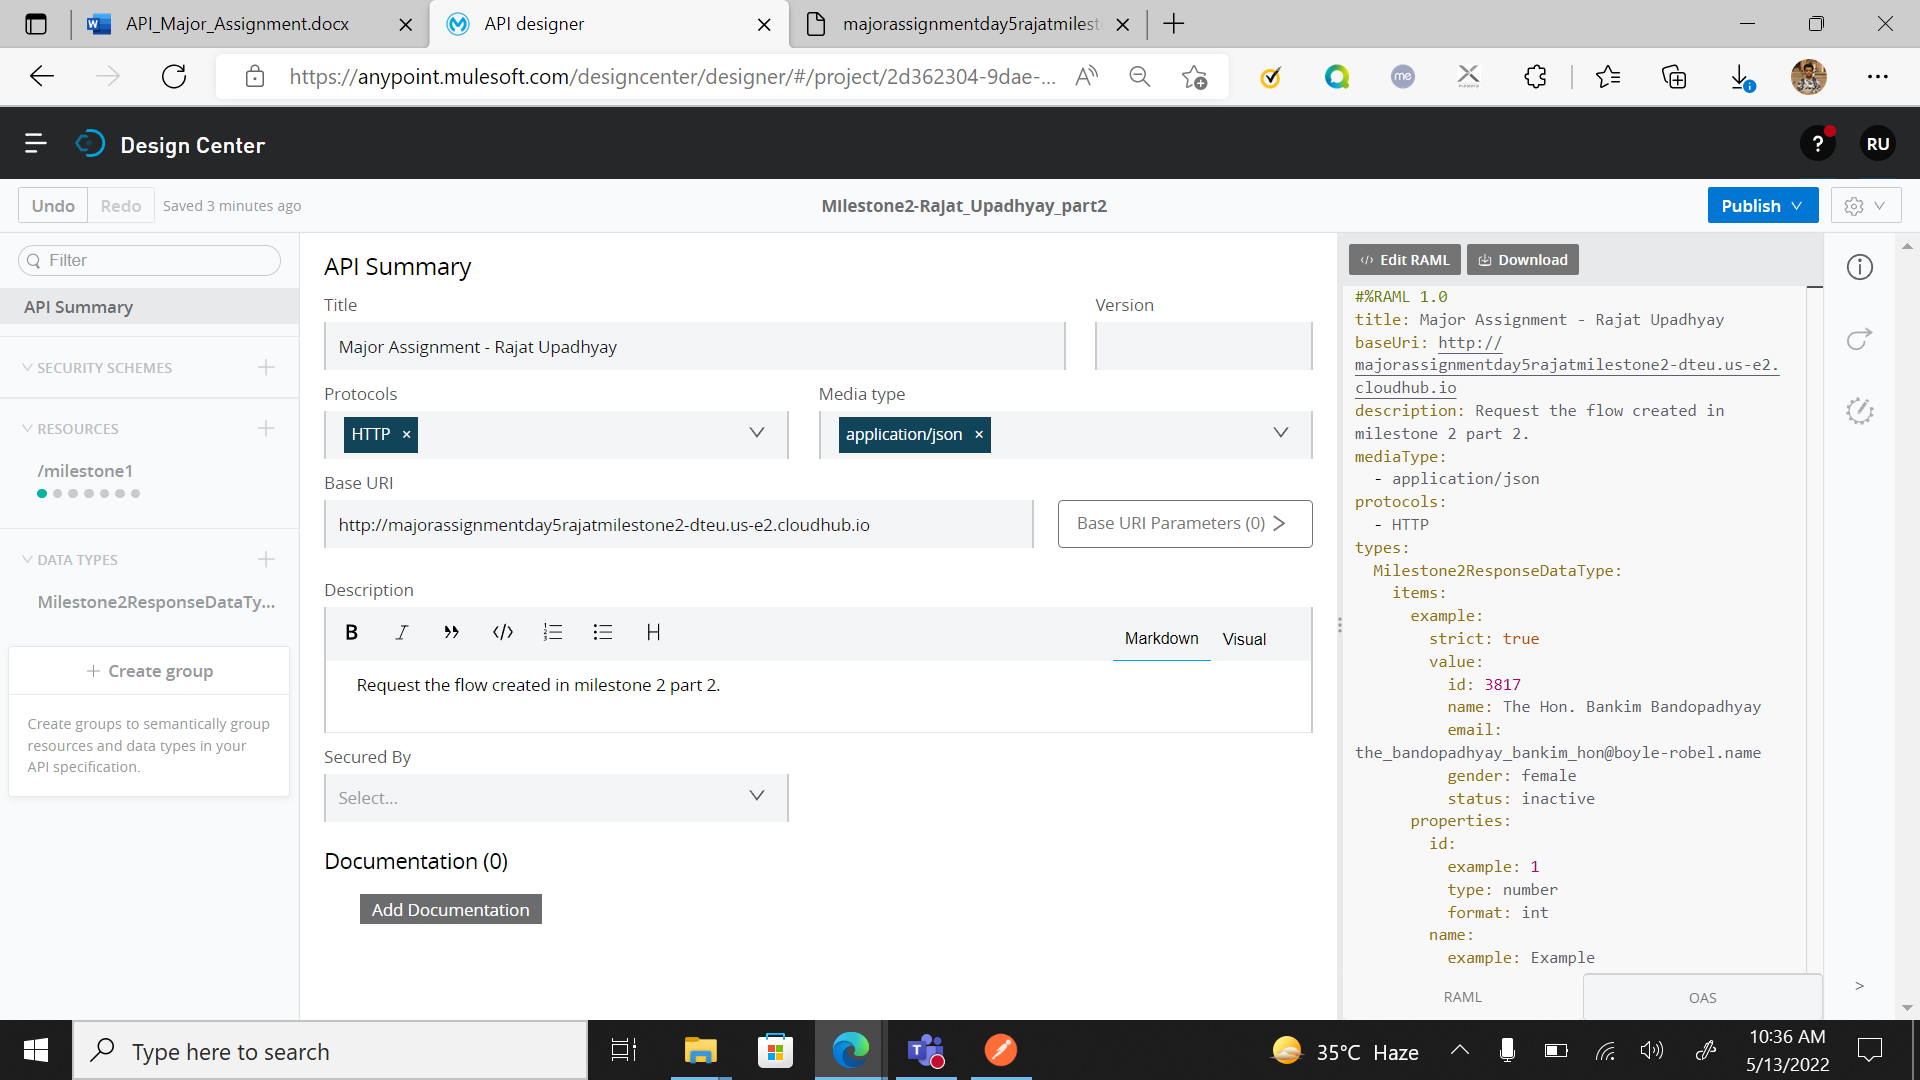 API_Major_Assignment.docx
API designer
majorassignmentday5rajatmilest
https://anypoint.mulesoft.com/designcenter/designer/#/project/2d362304-9dae-...
me
Design Center
?
RU
Undo
Redo
Saved 3 minutes ago
MIlestone2-Rajat_Upadhyay_part2
Publish
Filter
API Summary
SECURITY SCHEMES
RESOURCES
/milestone1
DATA TYPES
Milestone2ResponseDataTy...
+ Create group
Create groups to semantically group
resources and data types in your
API specification.
API Summary
Title
Version
Major Assignment - Rajat Upadhyay
Protocols
Media type
HTTP ×
application/json ×
Base URI
http://majorassignmentday5rajatmilestone2-dteu.us-e2.cloudhub.io
Base URI Parameters (0) >
Description
B I ” </> H
Markdown
Visual
Request the flow created in milestone 2 part 2.
Secured By
Select...
Documentation (0)
Add Documentation
</> Edit RAML
Download
#%RAML 1.0
title: Major Assignment - Rajat Upadhyay
baseUri: http://
majorassignmentday5rajatmilestone2-dteu.us-e2.
cloudhub.io
description: Request the flow created in
milestone 2 part 2.
mediaType:
- application/json
protocols:
- HTTP
types:
Milestone2ResponseDataType:
items:
example:
strict: true
value:
id: 3817
name: The Hon. Bankim Bandopadhyay
email:
the_bandopadhyay_bankim_hon@boyle-robel.name
gender: female
status: inactive
properties:
id:
example: 1
type: number
format: int
name:
example: Example
RAML
OAS
Type here to search
35°C Haze
10:36 AM
5/13/2022